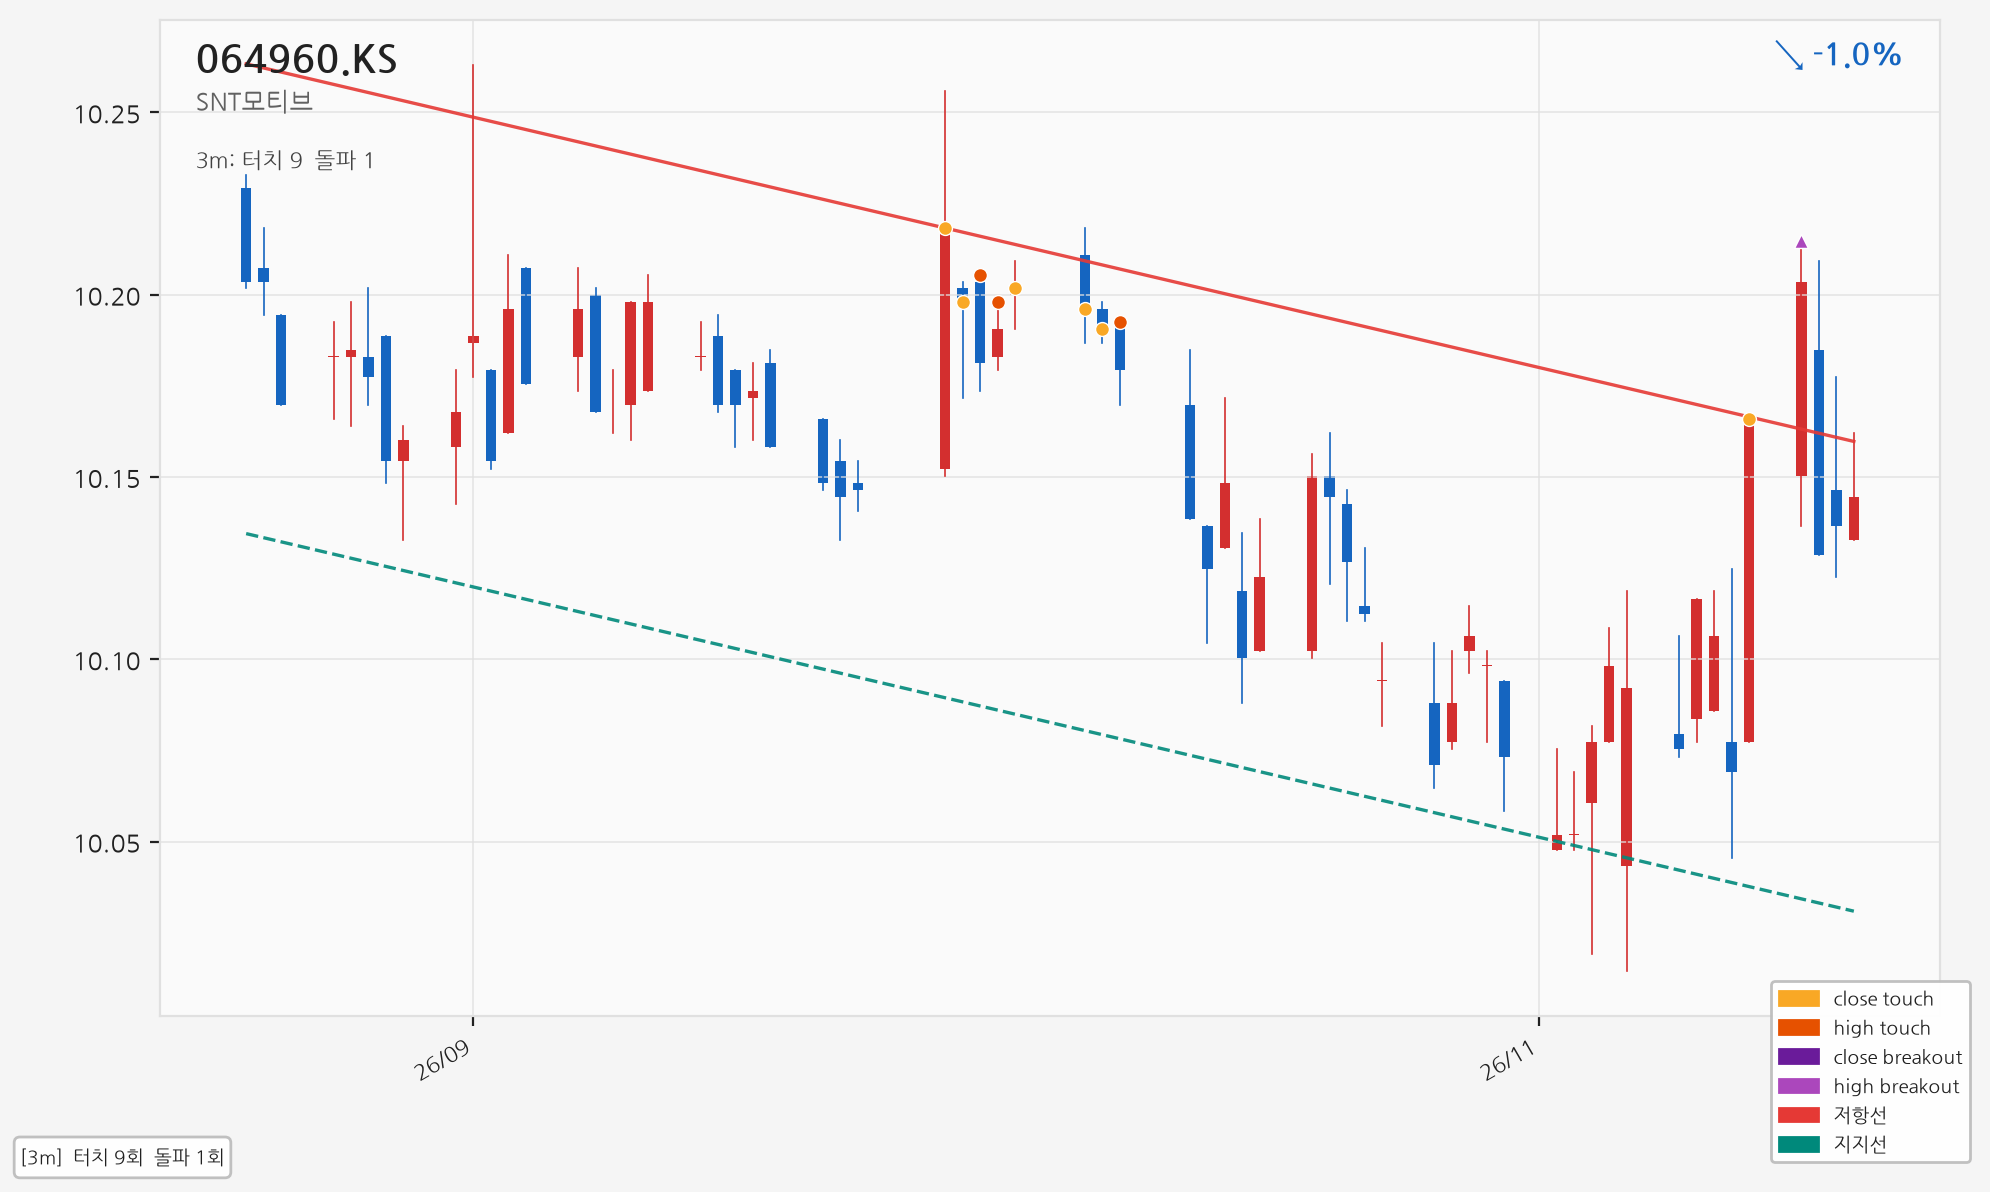 064960.KS
SNT모티브
3m: 터치 9 돌파 1
-1.0%
10.25
10.20
10.15
10.10
10.05
26/09
26/11
close touch
high touch
close breakout
high breakout
저항선
지지선
[3m] 터치 9회 돌파 1회